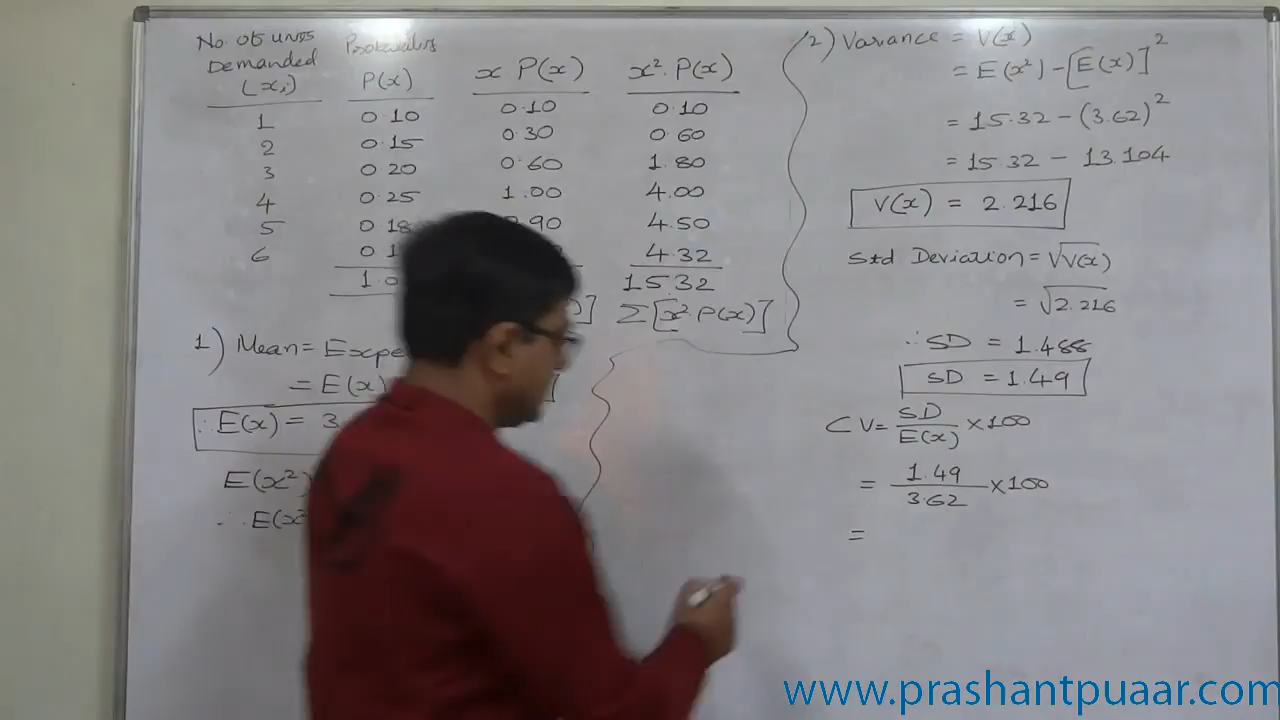 No. of units Probability
Demanded
(xi) P(x) x P(x) x². P(x)
1 0.10 0.10 0.10
2 0.15 0.30 0.60
3 0.20 0.60 1.80
4 0.25 1.00 4.00
5 0.18 .90 4.50
6 0.1 4.32
1.0 15.32
] Σ[x².P(x)]
1) Mean = Expe
= E(x) ]
∴ E(x) = 3.
E(x²)
∴ E(x²
2) Variance = V(x)
= E(x²) - [E(x)]²
= 15.32 - (3.62)²
= 15.32 - 13.104
V(x) = 2.216
Std Deviation = √V(x)
= √2.216
∴ SD = 1.488
SD = 1.49
CV = SD/E(x) × 100
= 1.49/3.62 × 100
=
www.prashantpuaar.com